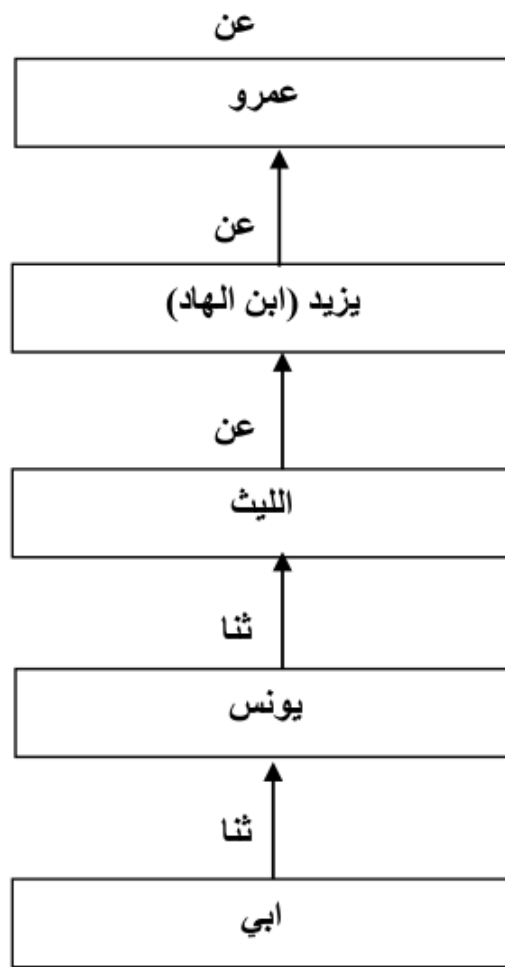 عن
عمرو
عن
يزيد (ابن الهاد)
عن
الليث
ثنا
يونس
ثنا
ابي